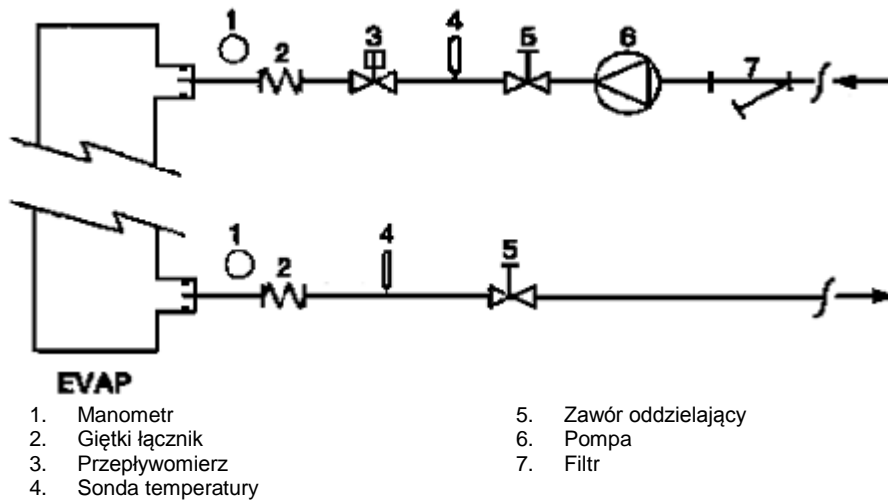 4
1
3
5
6
2
7
1
4
5
2
EVAP
1. Manometr
2. Giętki łącznik
3. Przepływomierz
4. Sonda temperatury
5. Zawór oddzielający
6. Pompa
7. Filtr